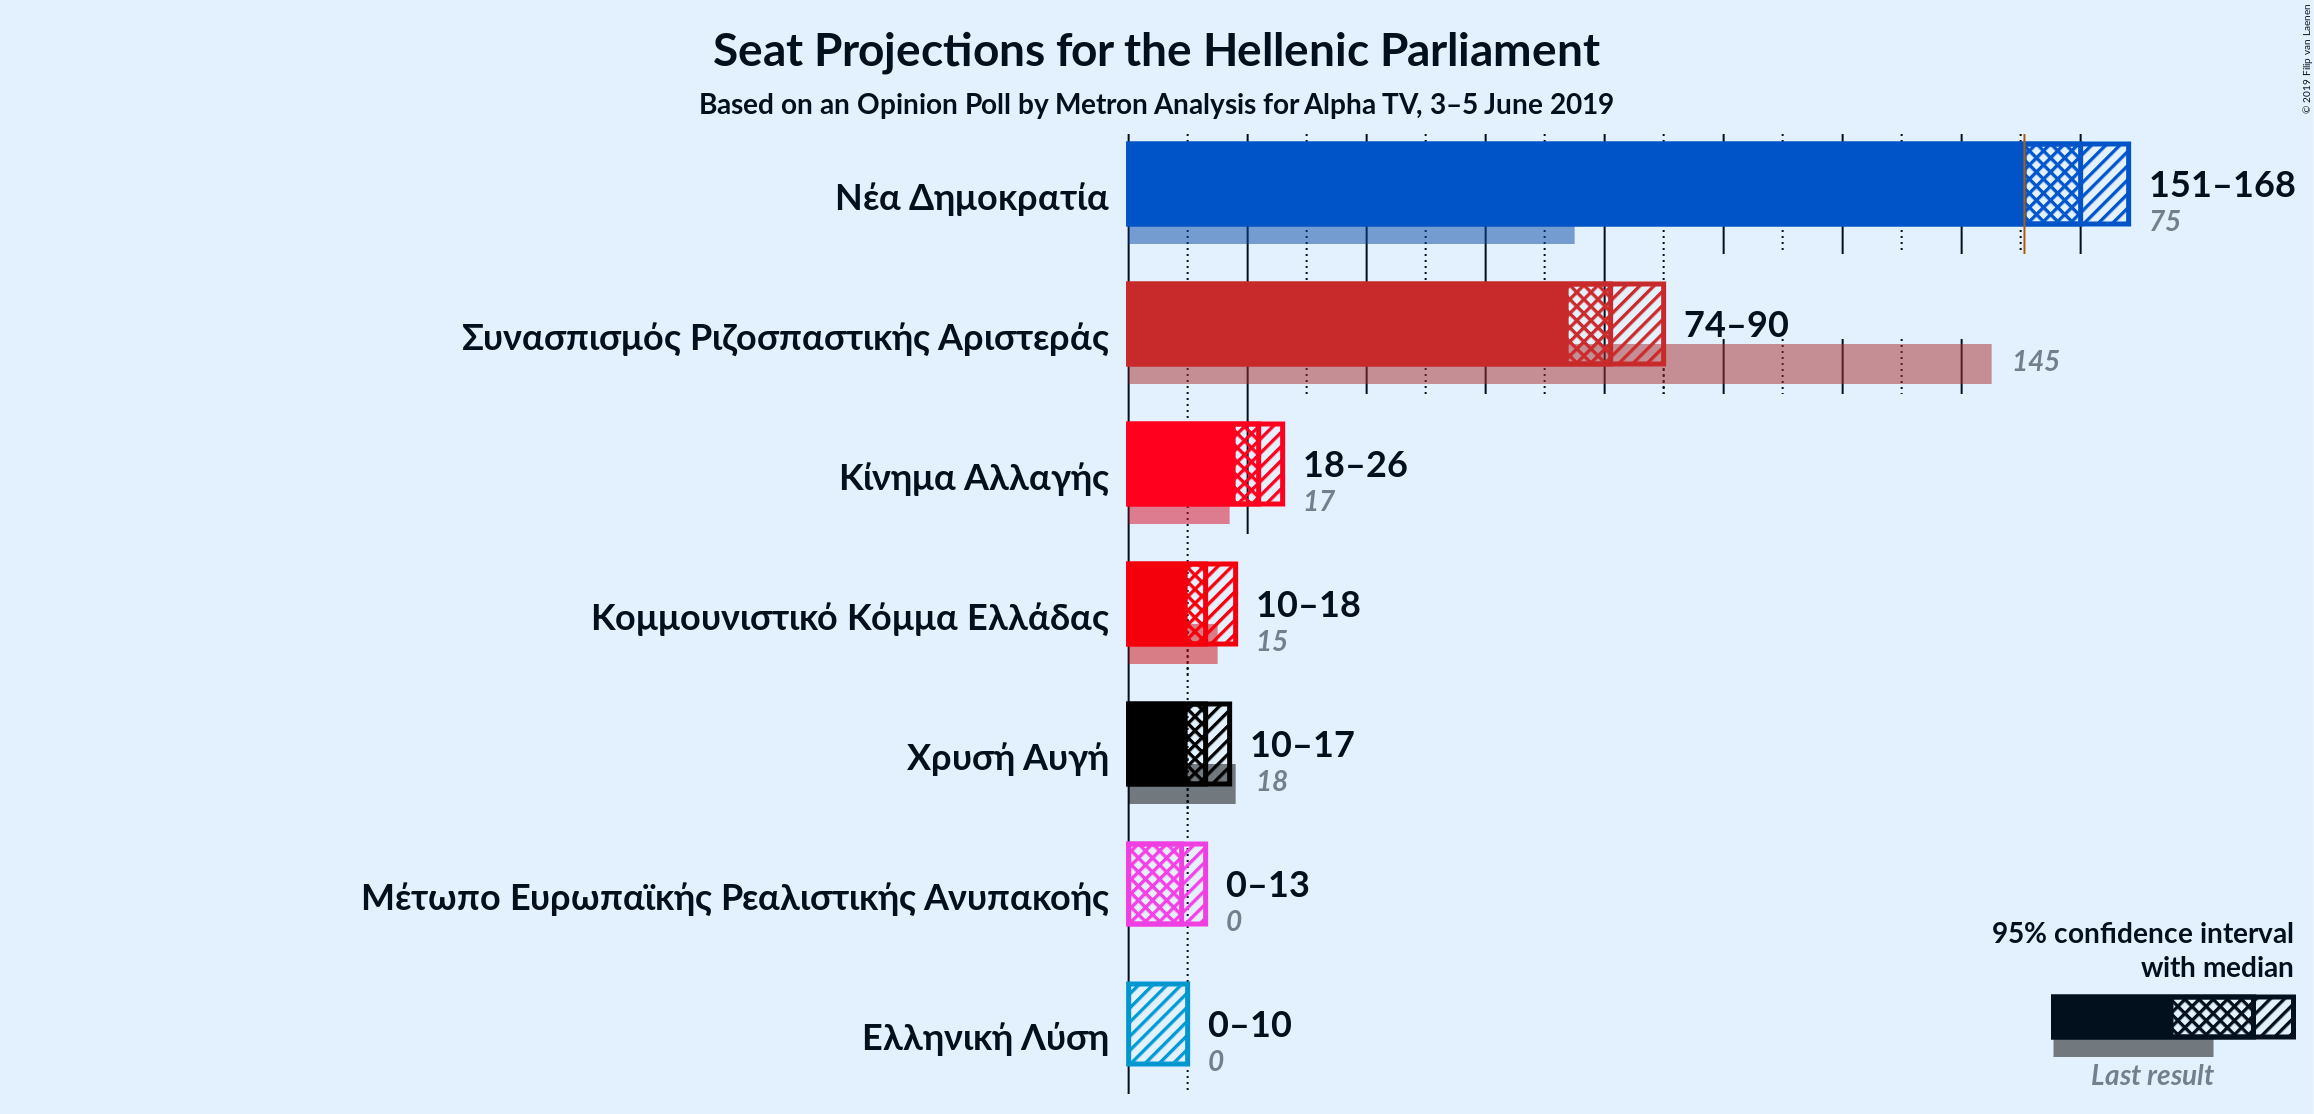 Seat Projections for the Hellenic Parliament
Based on an Opinion Poll by Metron Analysis for Alpha TV, 3–5 June 2019
© 2019 Filip van Laenen
Νέα Δημοκρατία
151–168
75
Συνασπισμός Ριζοσπαστικής Αριστεράς
74–90
145
Κίνημα Αλλαγής
18–26
17
Κομμουνιστικό Κόμμα Ελλάδας
10–18
15
Χρυσή Αυγή
10–17
18
Μέτωπο Ευρωπαϊκής Ρεαλιστικής Ανυπακοής
0–13
0
Ελληνική Λύση
0–10
0
95% confidence interval
with median
Last result